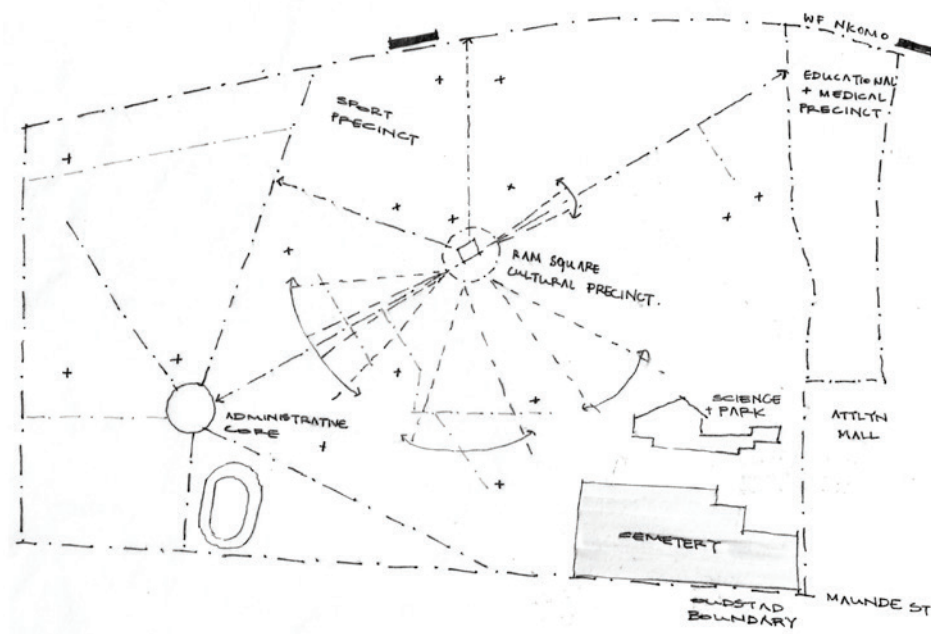 WF NKOMO
EDUCATIONAL
+ MEDICAL
PRECINCT
SPORT
PRECINCT
RAM SQUARE
CULTURAL PRECINCT.
ADMINISTRATIVE
CORE
SCIENCE
+ PARK
ATTLYN
MALL
CEMETERY
OUDSTAD
BOUNDARY
MAUNDE ST